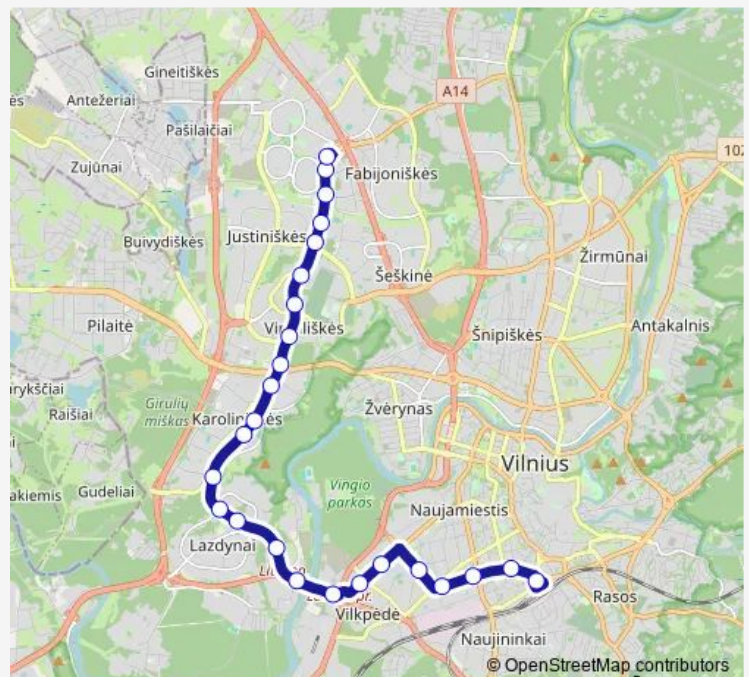 Gineitiškės
A14
Antežeriai
Pašilaičiai
102
Zujūnai
Fabijoniškės
Buivydiškės
Justiniškės
Žirmūnai
Šeškinė
Pilaitė
Šnipiškės
Antakalnis
Raišiai
Girulių
miškas
Žvėrynas
Vilnius
Gudeliai
Vingio
parkas
Naujamiestis
Lazdynai
Rasos
Vilkpėdė
Naujininkai
© OpenStreetMap contributors